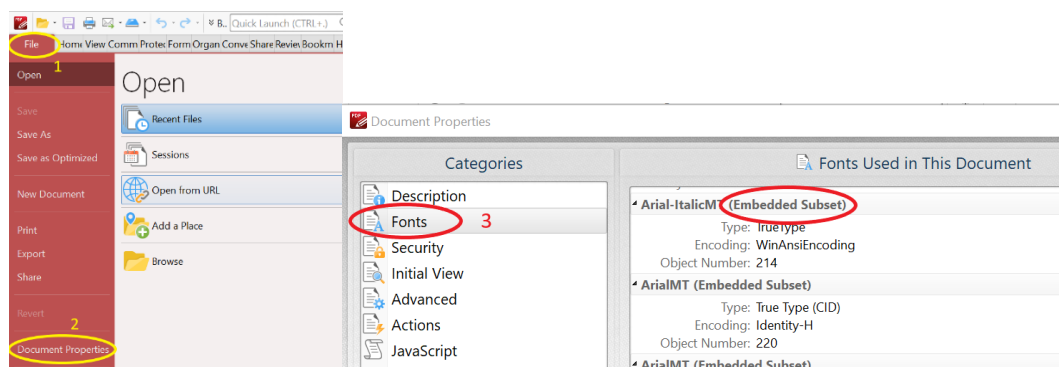 B.. Quick Launch (CTRL+.)
File Home View Comm Protec Form Organ Conve Share Review Bookm H
1
Open
Open
Save
Recent Files
Save As
Save as Optimized
Sessions
New Document
Open from URL
Print
Add a Place
Export
Browse
Share
Revert
2
Document Properties
PDF
Document Properties
Categories
Description
Fonts
3
Security
Initial View
Advanced
Actions
JavaScript
Fonts Used in This Document
Arial-ItalicMT (Embedded Subset)
Type: TrueType
Encoding: WinAnsiEncoding
Object Number: 214
ArialMT (Embedded Subset)
Type: True Type (CID)
Encoding: Identity-H
Object Number: 220
ArialMT (Embedded Subset)